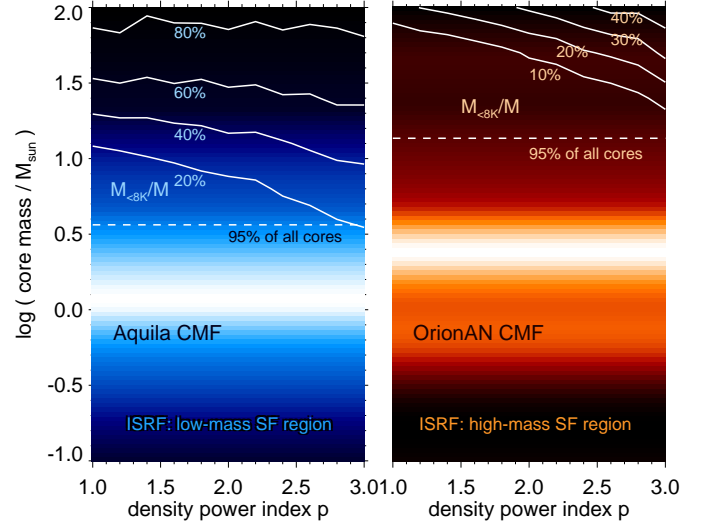 2.0
1.5
1.0
0.5
0.0
-0.5
-1.0
log ( core mass / M_sun )
80%
60%
40%
20%
M_<8K/M
95% of all cores
Aquila CMF
ISRF: low-mass SF region
1.0 1.5 2.0 2.5 3.0
density power index p
40%
30%
20%
10%
M_<8K/M
95% of all cores
OrionAN CMF
ISRF: high-mass SF region
1.0 1.5 2.0 2.5 3.0
density power index p